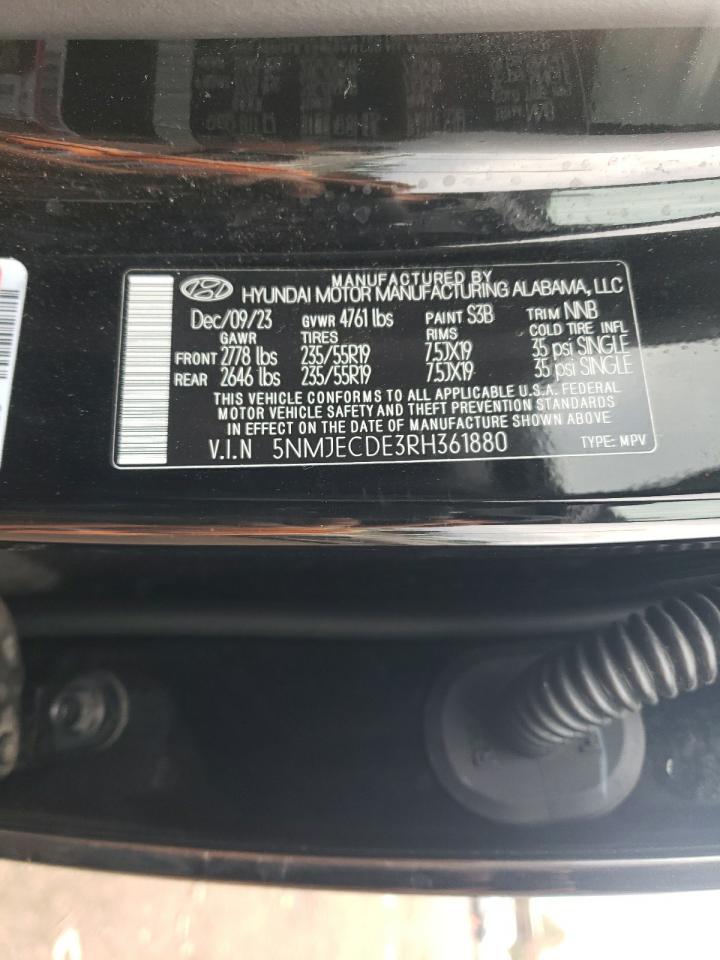 MANUFACTURED BY
HYUNDAI MOTOR MANUFACTURING ALABAMA, LLC
Dec/09/23 GVWR 4761 lbs PAINT S3B TRIM NNB
GAWR TIRES RIMS COLD TIRE INFL
FRONT 2778 lbs 235/55R19 7.5JX19 35 psi SINGLE
REAR 2646 lbs 235/55R19 7.5JX19 35 psi SINGLE
THIS VEHICLE CONFORMS TO ALL APPLICABLE U.S.A. FEDERAL
MOTOR VEHICLE SAFETY AND THEFT PREVENTION STANDARDS
IN EFFECT ON THE DATE OF MANUFACTURE SHOWN ABOVE.
V.I.N 5NMJECDE3RH361880 TYPE: MPV